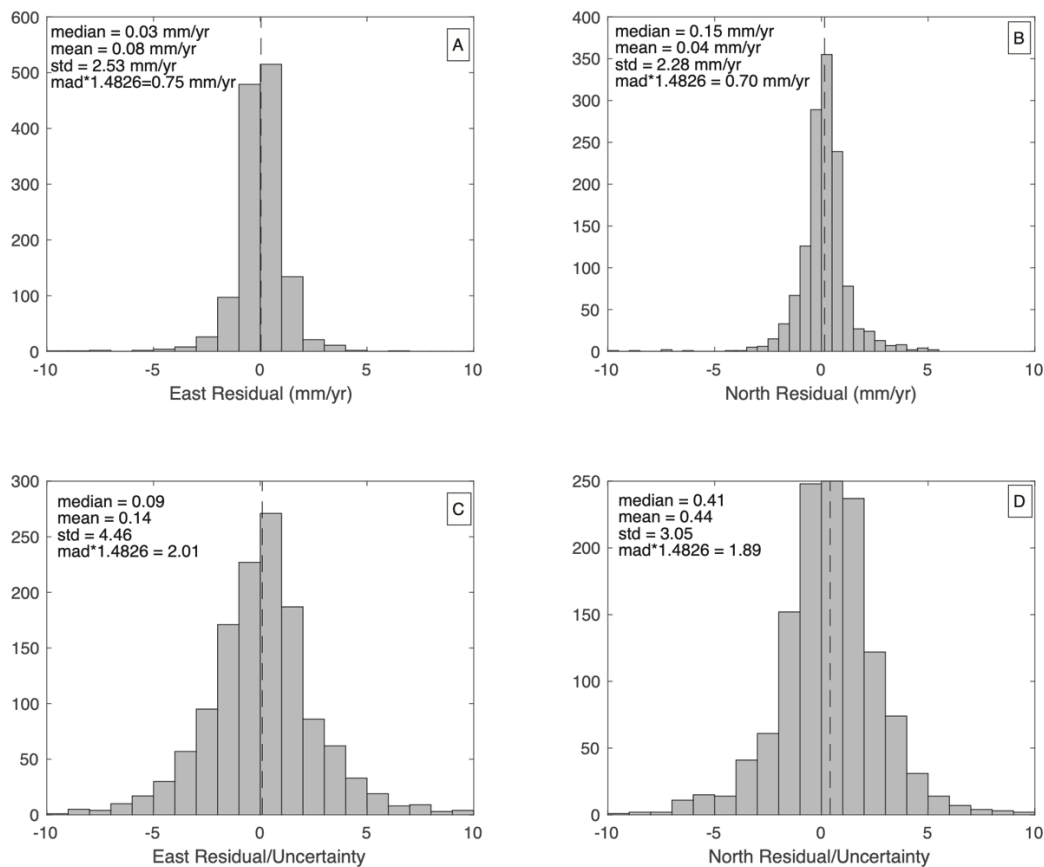 600
500
400
300
200
100
0
median = 0.03 mm/yr
mean = 0.08 mm/yr
std = 2.53 mm/yr
mad*1.4826=0.75 mm/yr
A
-10 -5 0 5 10
East Residual (mm/yr)
400
350
300
250
200
150
100
50
0
median = 0.15 mm/yr
mean = 0.04 mm/yr
std = 2.28 mm/yr
mad*1.4826 = 0.70 mm/yr
B
-10 -5 0 5 10
North Residual (mm/yr)
300
250
200
150
100
50
0
median = 0.09
mean = 0.14
std = 4.46
mad*1.4826 = 2.01
C
-10 -5 0 5 10
East Residual/Uncertainty
250
200
150
100
50
0
median = 0.41
mean = 0.44
std = 3.05
mad*1.4826 = 1.89
D
-10 -5 0 5 10
North Residual/Uncertainty